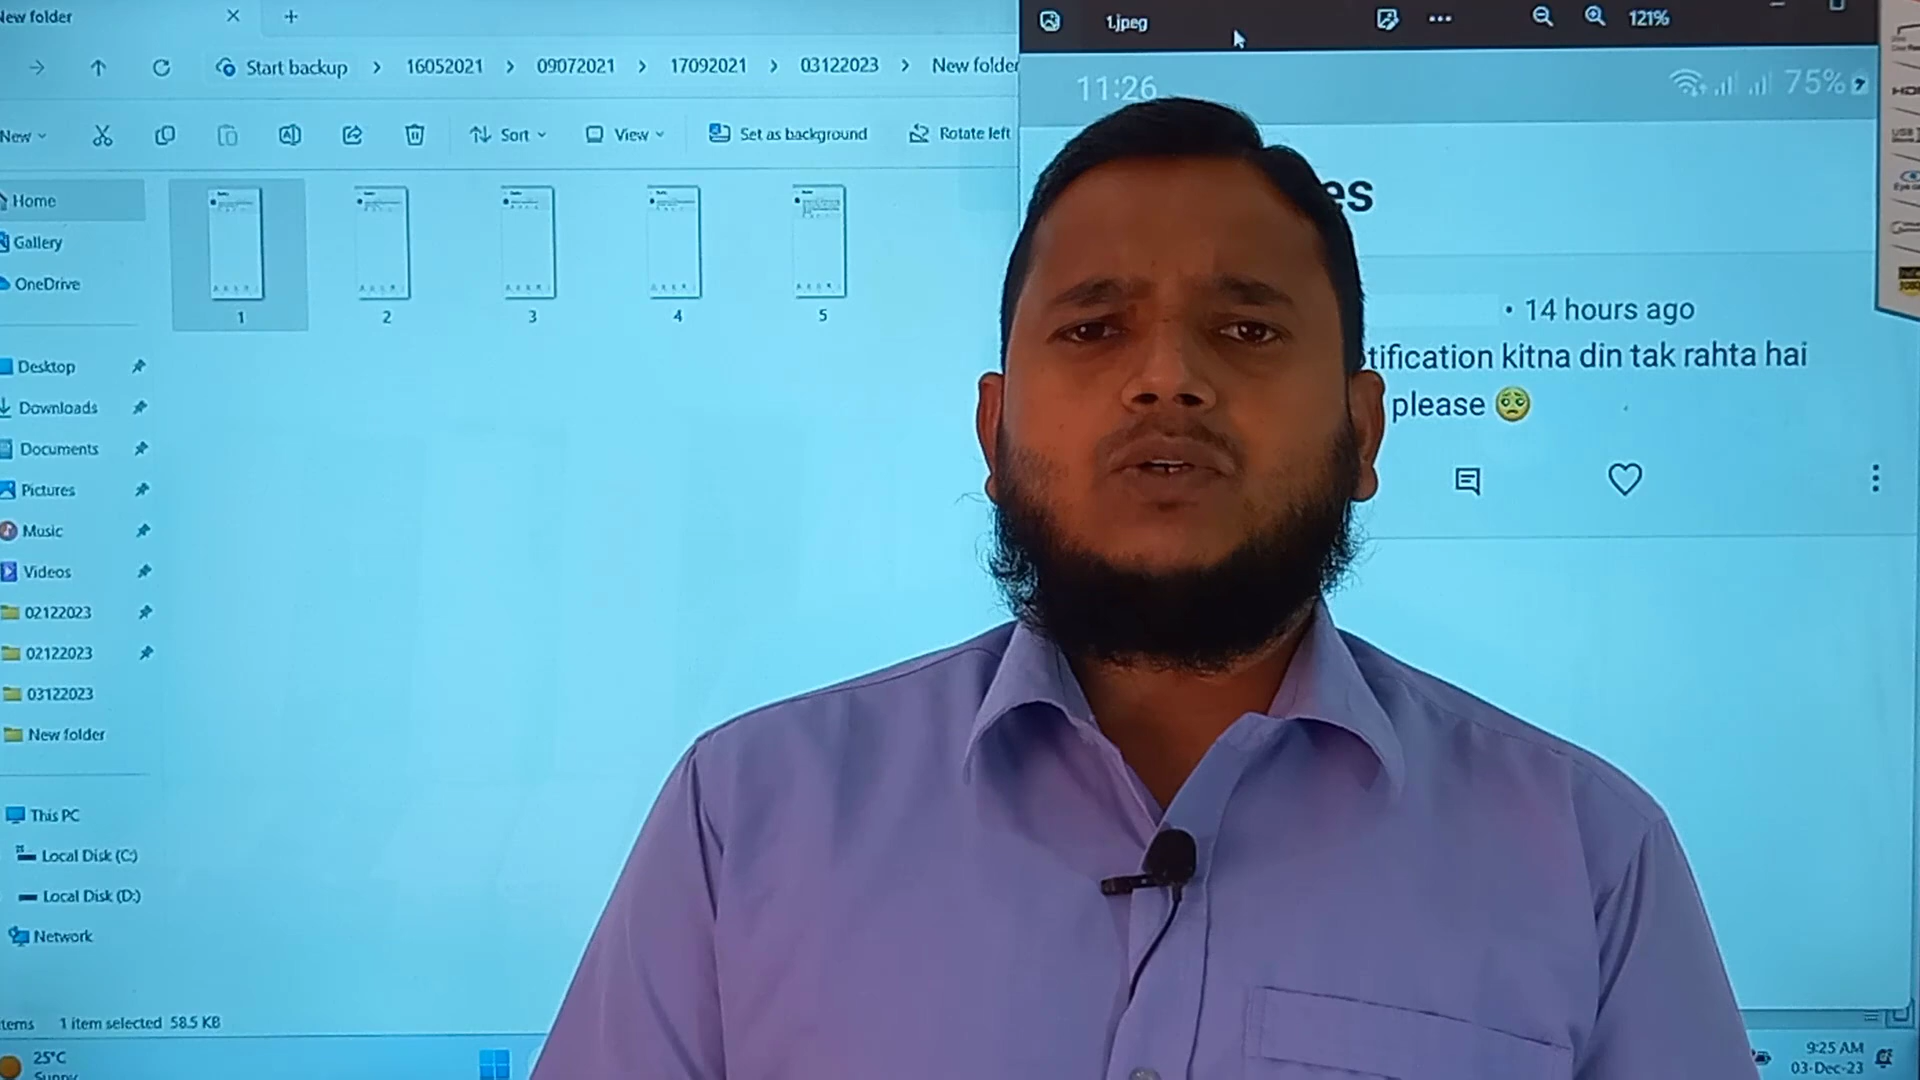 New folder
1.jpeg
121%
Start backup
16052021
09072021
17092021
03122023
New folder
11:26
75%
New
Sort
View
Set as background
Rotate left
Home
Gallery
OneDrive
1
2
3
4
5
es
• 14 hours ago
tification kitna din tak rahta hai
please 🥺
Desktop
Downloads
Documents
Pictures
Music
Videos
02122023
02122023
03122023
New folder
This PC
Local Disk (C:)
Local Disk (D:)
Network
tems
1 item selected 58.5 KB
25°C
Sunny
9:25 AM
03-Dec-23